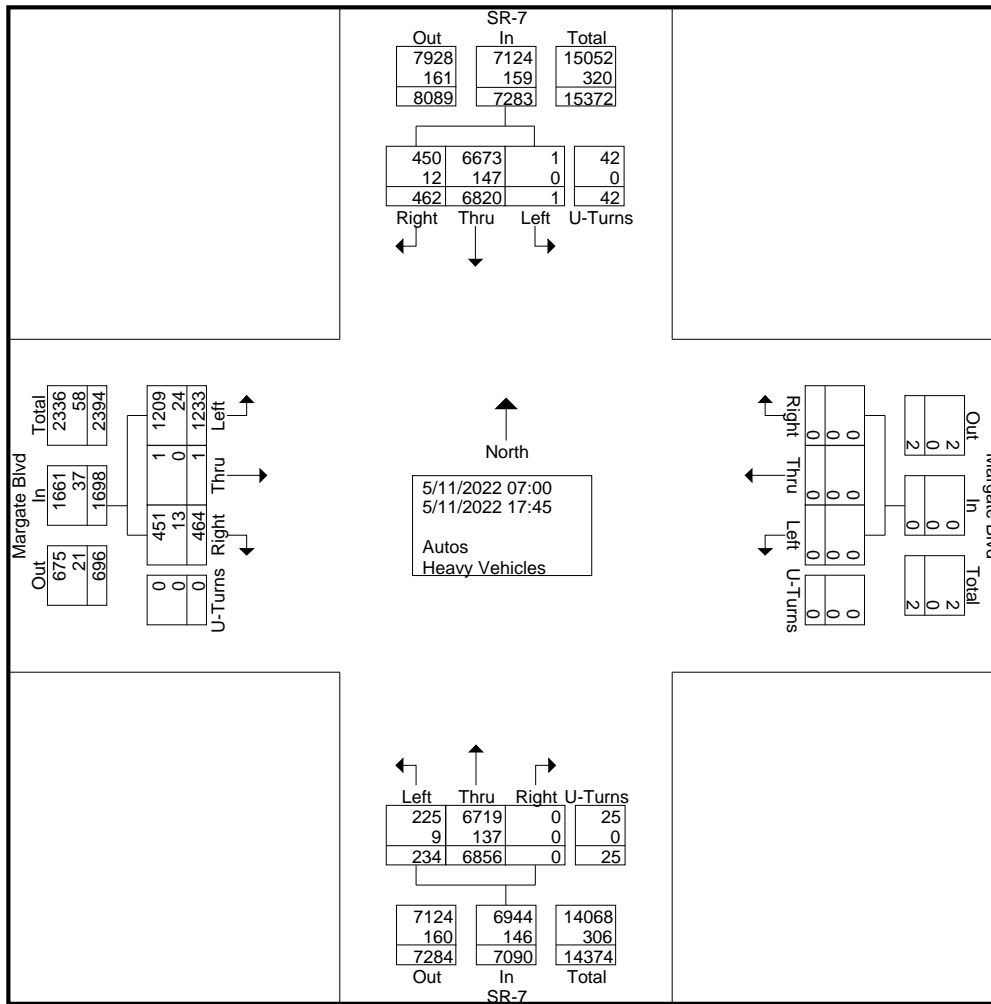 SR-7
Out In Total
7928 7124 15052
161 159 320
8089 7283 15372
450 6673 1 42
12 147 0 0
462 6820 1 42
Right Thru Left U-Turns
Margate Blvd
Total In Out
2336 1661 675
58 37 21
2394 1698 696
1209 1 451 0
24 0 13 0
1233 1 464 0
Left Thru Right U-Turns
North
5/11/2022 07:00
5/11/2022 17:45
Autos
Heavy Vehicles
Right Thru Left U-Turns
0 0 0 0
0 0 0 0
0 0 0 0
Out In Total
2 0 2
0 0 0
2 0 2
Margate Blvd
Left Thru Right U-Turns
225 6719 0 25
9 137 0 0
234 6856 0 25
7124 6944 14068
160 146 306
7284 7090 14374
Out In Total
SR-7